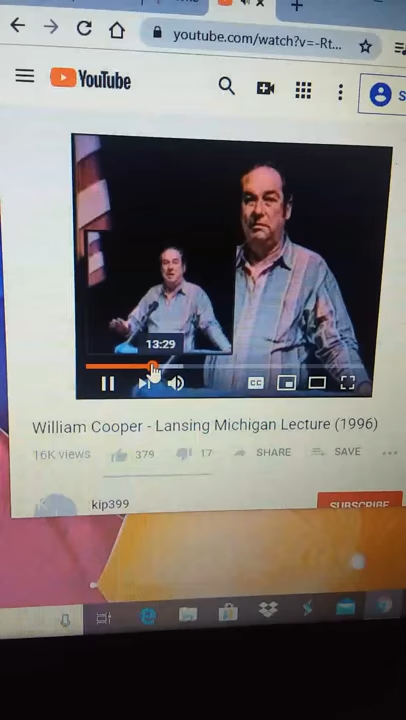 youtube.com/watch?v=-Rt...
YouTube
S
13:29
CC
William Cooper - Lansing Michigan Lecture (1996)
16K views 379 17 SHARE SAVE
kip399
SUBSCRIBE